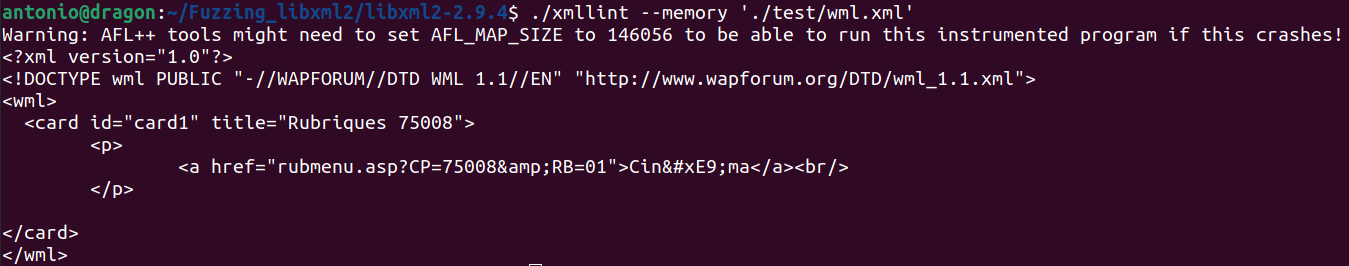 antonio@dragon:~/Fuzzing_libxml2/libxml2-2.9.4$ ./xmllint --memory './test/wml.xml'
Warning: AFL++ tools might need to set AFL_MAP_SIZE to 146056 to be able to run this instrumented program if this crashes!
<?xml version="1.0"?>
<!DOCTYPE wml PUBLIC "-//WAPFORUM//DTD WML 1.1//EN" "http://www.wapforum.org/DTD/wml_1.1.xml">
<wml>
  <card id="card1" title="Rubriques 75008">
        <p>
                <a href="rubmenu.asp?CP=75008&amp;RB=01">Cin&#xE9;ma</a><br/>
        </p>

</card>
</wml>